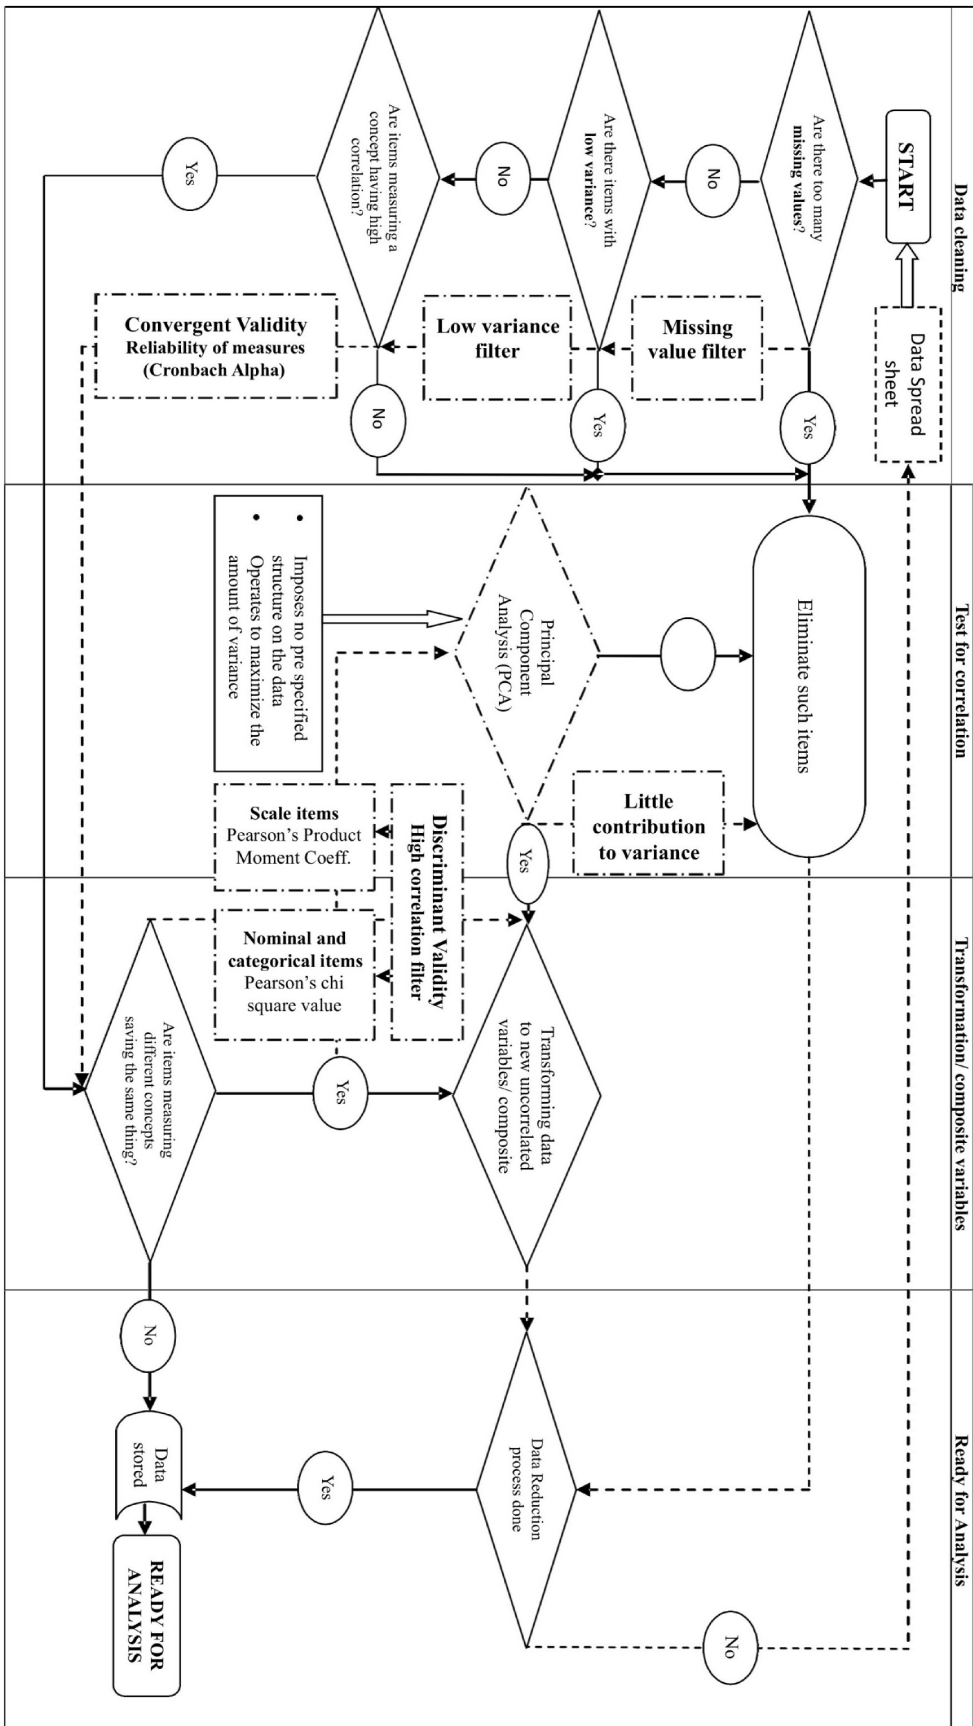 Data cleaning
Test for correlation
Transformation/ composite variables
Ready for Analysis
START
Data Spread
sheet
Are there too many
missing values?
No
Yes
Missing
value filter
Are there items with
low variance?
No
Yes
Low variance
filter
Are items measuring a
concept having high
correlation?
Yes
No
Convergent Validity
Reliability of measures
(Cronbach Alpha)
Eliminate such items
Principal
Component
Analysis (PCA)
Little
contribution
to variance
Yes
• Imposes no pre specified
structure on the data
• Operates to maximize the
amount of variance
Discriminant Validity
High correlation filter
Scale items
Pearson's Product
Moment Coeff.
Nominal and
categorical items
Pearson's chi
square value
Transforming data
to new uncorrelated
variables/ composite
Yes
Are items measuring
different concepts
saving the same thing?
No
Data Reduction
process done
No
Yes
Data
stored
READY FOR
ANALYSIS